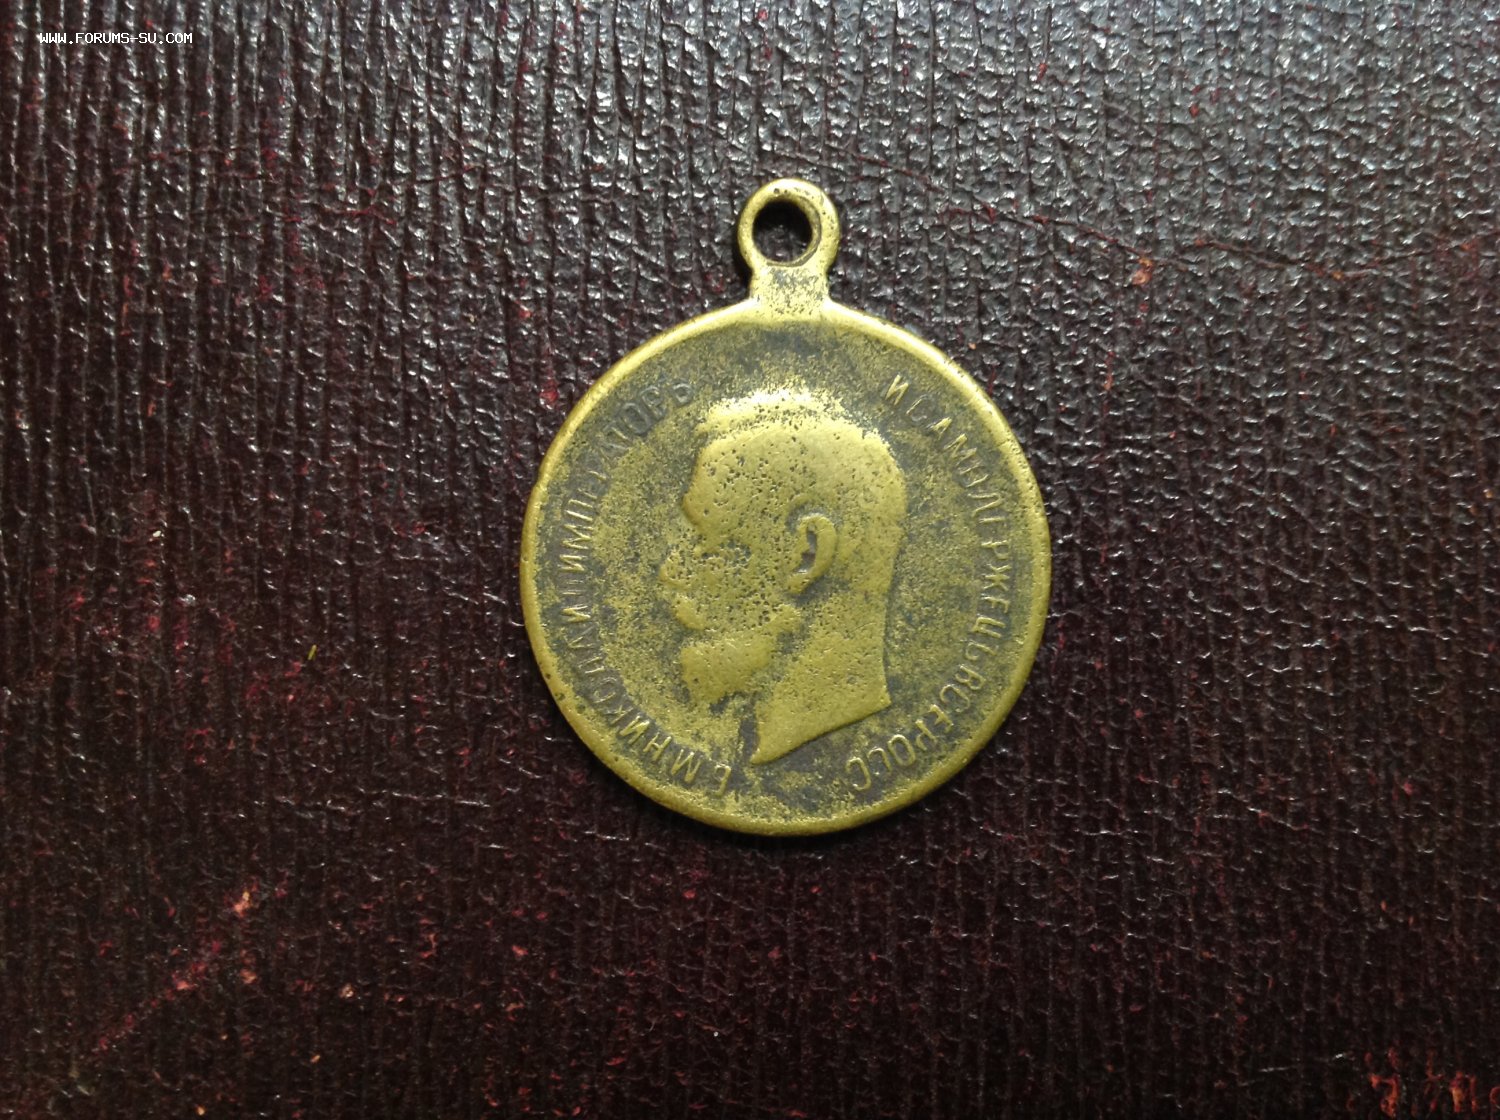 WWW.FORUMS-SU.COM
Б М НИКОЛАЙ II ИМПЕРАТОРЪ И САМОДЕРЖЕЦЪ ВСЕРОСС